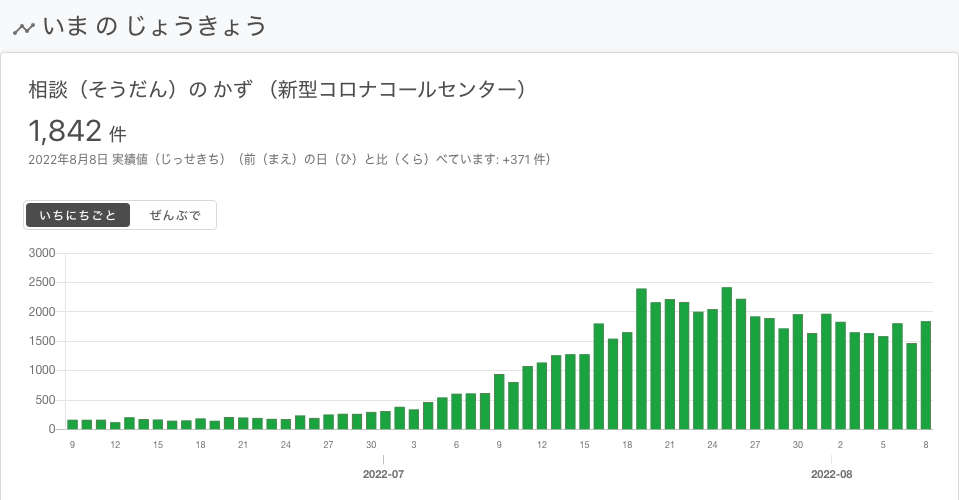 いま の じょうきょう
相談（そうだん）の かず （新型コロナコールセンター）
1,842 件
2022年8月8日 実績値（じっせきち）（前（まえ）の日（ひ）と比（くら）べています: +371 件）
いちにちごと ぜんぶで
3000
2500
2000
1500
1000
500
0
9 12 15 18 21 24 27 30 3 6 9 12 15 18 21 24 27 30 2 5 8
2022-07 2022-08